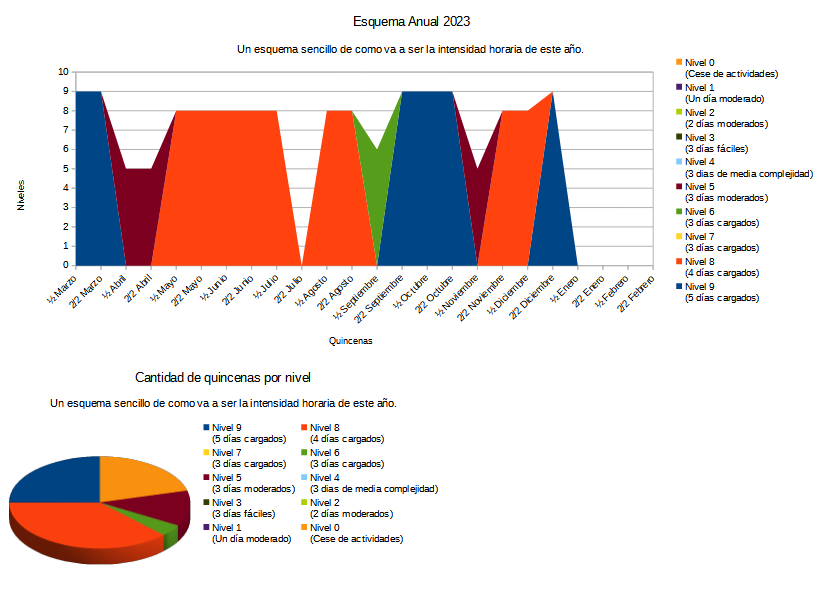 Esquema Anual 2023
Un esquema sencillo de como va a ser la intensidad horaria de este año.
10
9
8
7
6
5
4
3
2
1
0
Niveles
½ Marzo
2/2 Marzo
½ Abril
2/2 Abril
½ Mayo
2/2 Mayo
½ Junio
2/2 Junio
½ Julio
2/2 Julio
½ Agosto
2/2 Agosto
½ Septiembre
2/2 Septiembre
½ Octubre
2/2 Octubre
½ Noviembre
2/2 Noviembre
½ Diciembre
2/2 Diciembre
½ Enero
2/2 Enero
½ Febrero
2/2 Febrero
Quincenas
Nivel 0
(Cese de actividades)
Nivel 1
(Un día moderado)
Nivel 2
(2 días moderados)
Nivel 3
(3 días fáciles)
Nivel 4
(3 dias de media complejidad)
Nivel 5
(3 días moderados)
Nivel 6
(3 días cargados)
Nivel 7
(3 días cargados)
Nivel 8
(4 días cargados)
Nivel 9
(5 días cargados)
Cantidad de quincenas por nivel
Un esquema sencillo de como va a ser la intensidad horaria de este año.
Nivel 9
(5 días cargados)
Nivel 8
(4 días cargados)
Nivel 7
(3 días cargados)
Nivel 6
(3 días cargados)
Nivel 5
(3 días moderados)
Nivel 4
(3 dias de media complejidad)
Nivel 3
(3 días fáciles)
Nivel 2
(2 días moderados)
Nivel 1
(Un día moderado)
Nivel 0
(Cese de actividades)